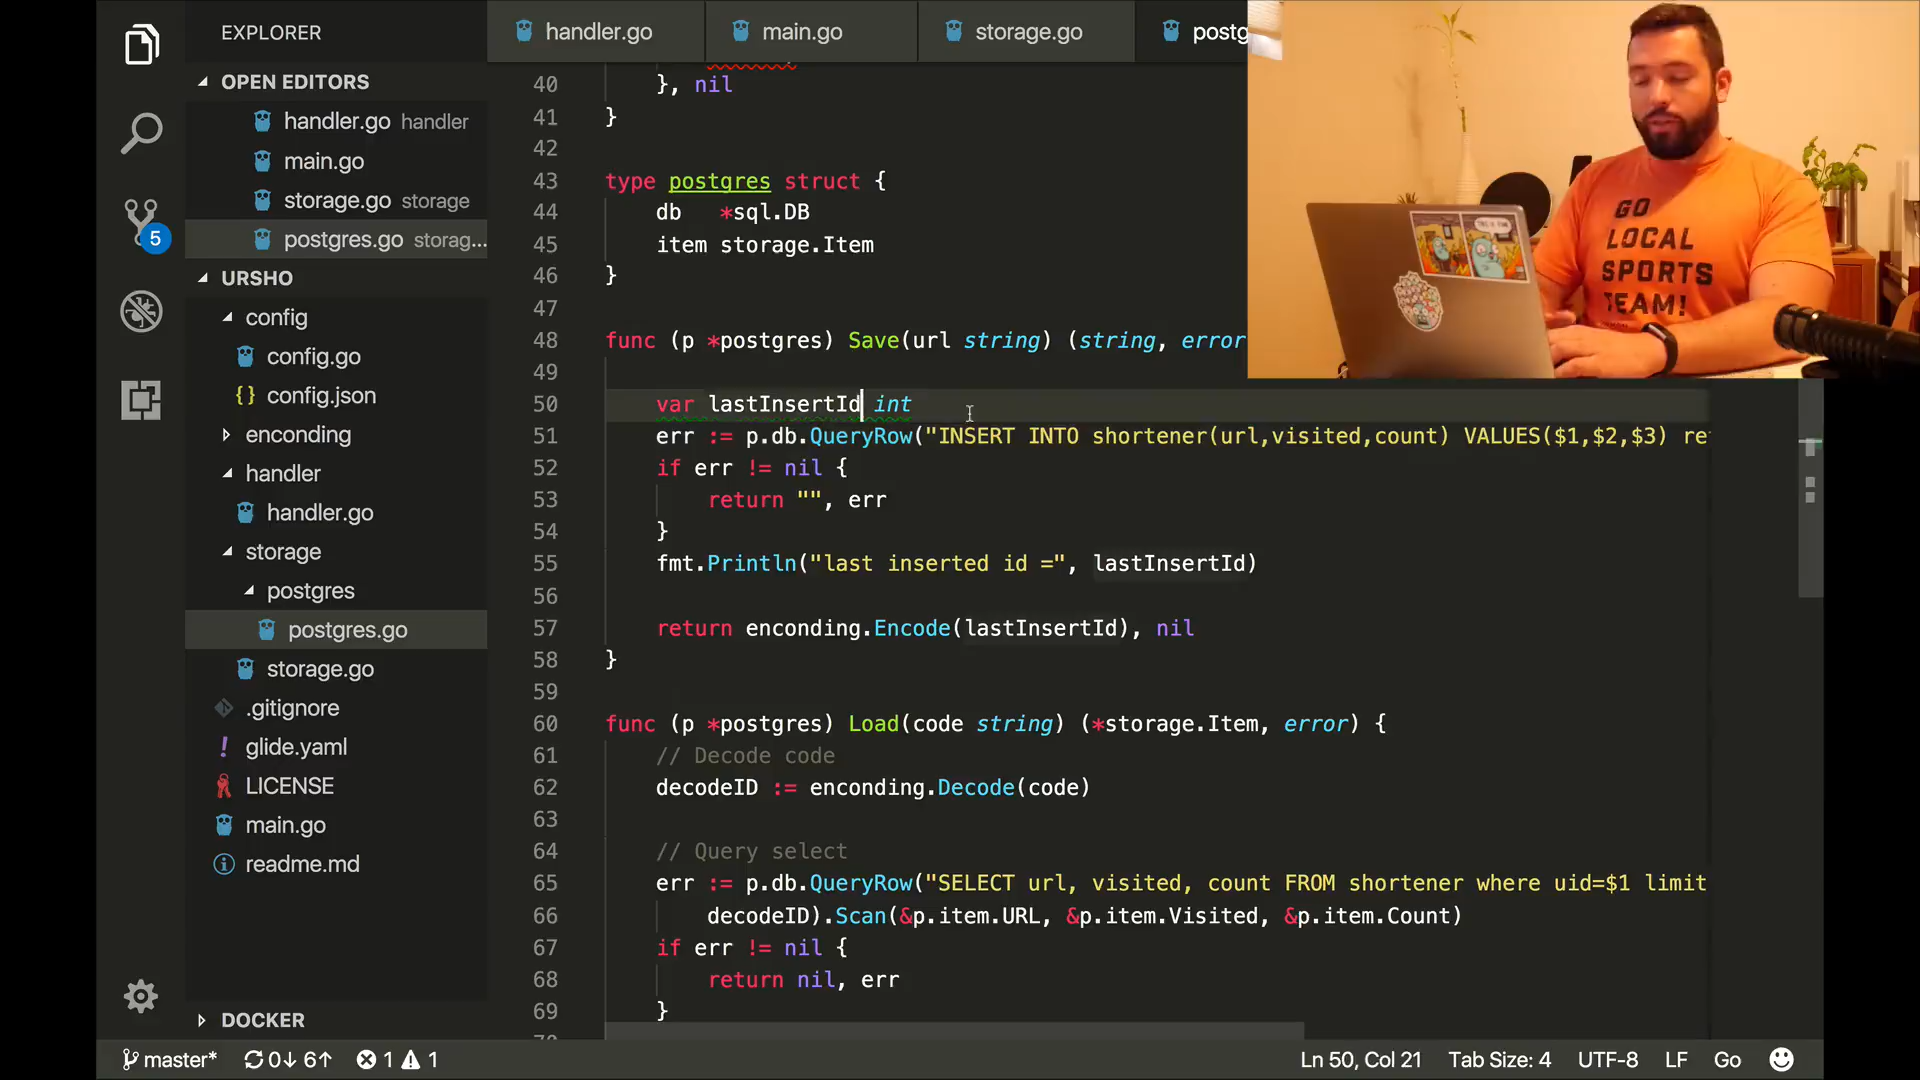 EXPLORER
OPEN EDITORS
handler.go handler
main.go
storage.go storage
postgres.go storag...
URSHO
config
config.go
{} config.json
enconding
handler
handler.go
storage
postgres
postgres.go
storage.go
.gitignore
! glide.yaml
LICENSE
main.go
readme.md
DOCKER
5
handler.go main.go storage.go postg
40 }, nil
41 }
42
43 type postgres struct {
44 db *sql.DB
45 item storage.Item
46 }
47
48 func (p *postgres) Save(url string) (string, error
49
50 var lastInsertId int
51 err := p.db.QueryRow("INSERT INTO shortener(url,visited,count) VALUES($1,$2,$3) re
52 if err != nil {
53 return "", err
54 }
55 fmt.Println("last inserted id =", lastInsertId)
56
57 return enconding.Encode(lastInsertId), nil
58 }
59
60 func (p *postgres) Load(code string) (*storage.Item, error) {
61 // Decode code
62 decodeID := enconding.Decode(code)
63
64 // Query select
65 err := p.db.QueryRow("SELECT url, visited, count FROM shortener where uid=$1 limit
66 decodeID).Scan(&p.item.URL, &p.item.Visited, &p.item.Count)
67 if err != nil {
68 return nil, err
69 }
GO
LOCAL
SPORTS
TEAM!
master* 0↓ 6↑ 1 1 Ln 50, Col 21 Tab Size: 4 UTF-8 LF Go